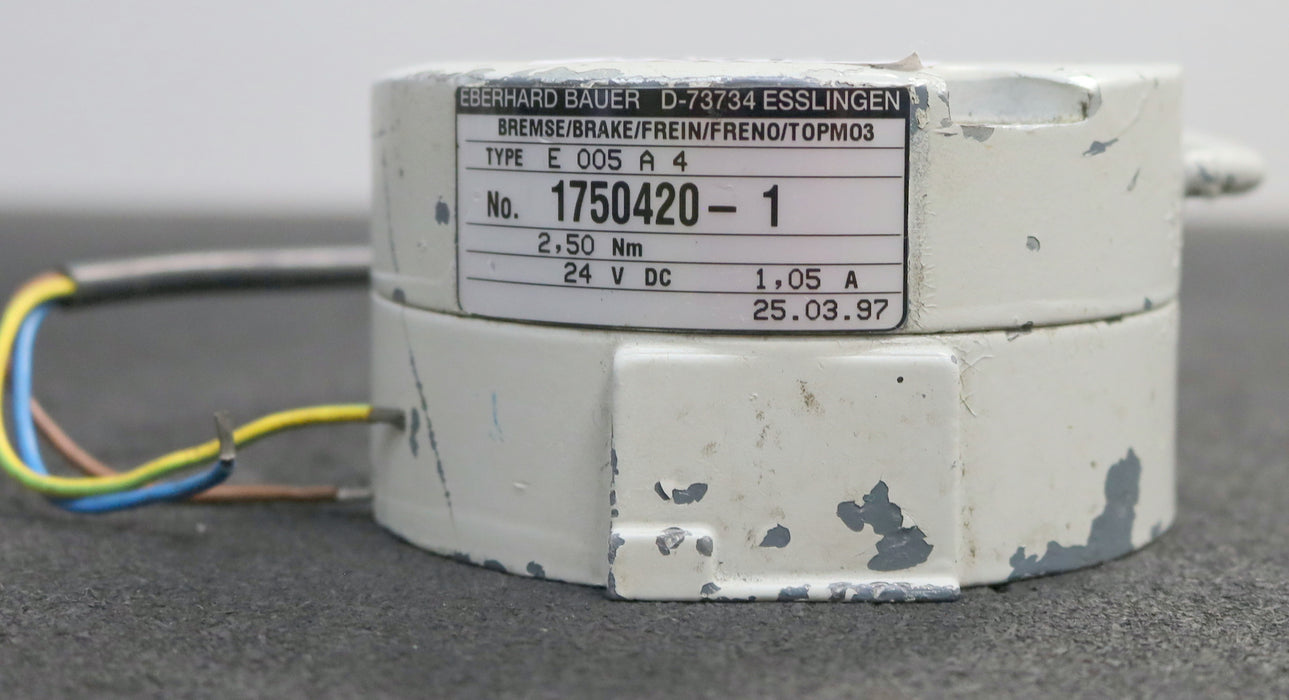 EBERHARD BAUER D-73734 ESSLINGEN
BREMSE/BRAKE/FREIN/FRENO/TOPMO3
TYPE E 005 A 4
No. 1750420-1
2,50 Nm
24 V DC 1,05 A
25.03.97